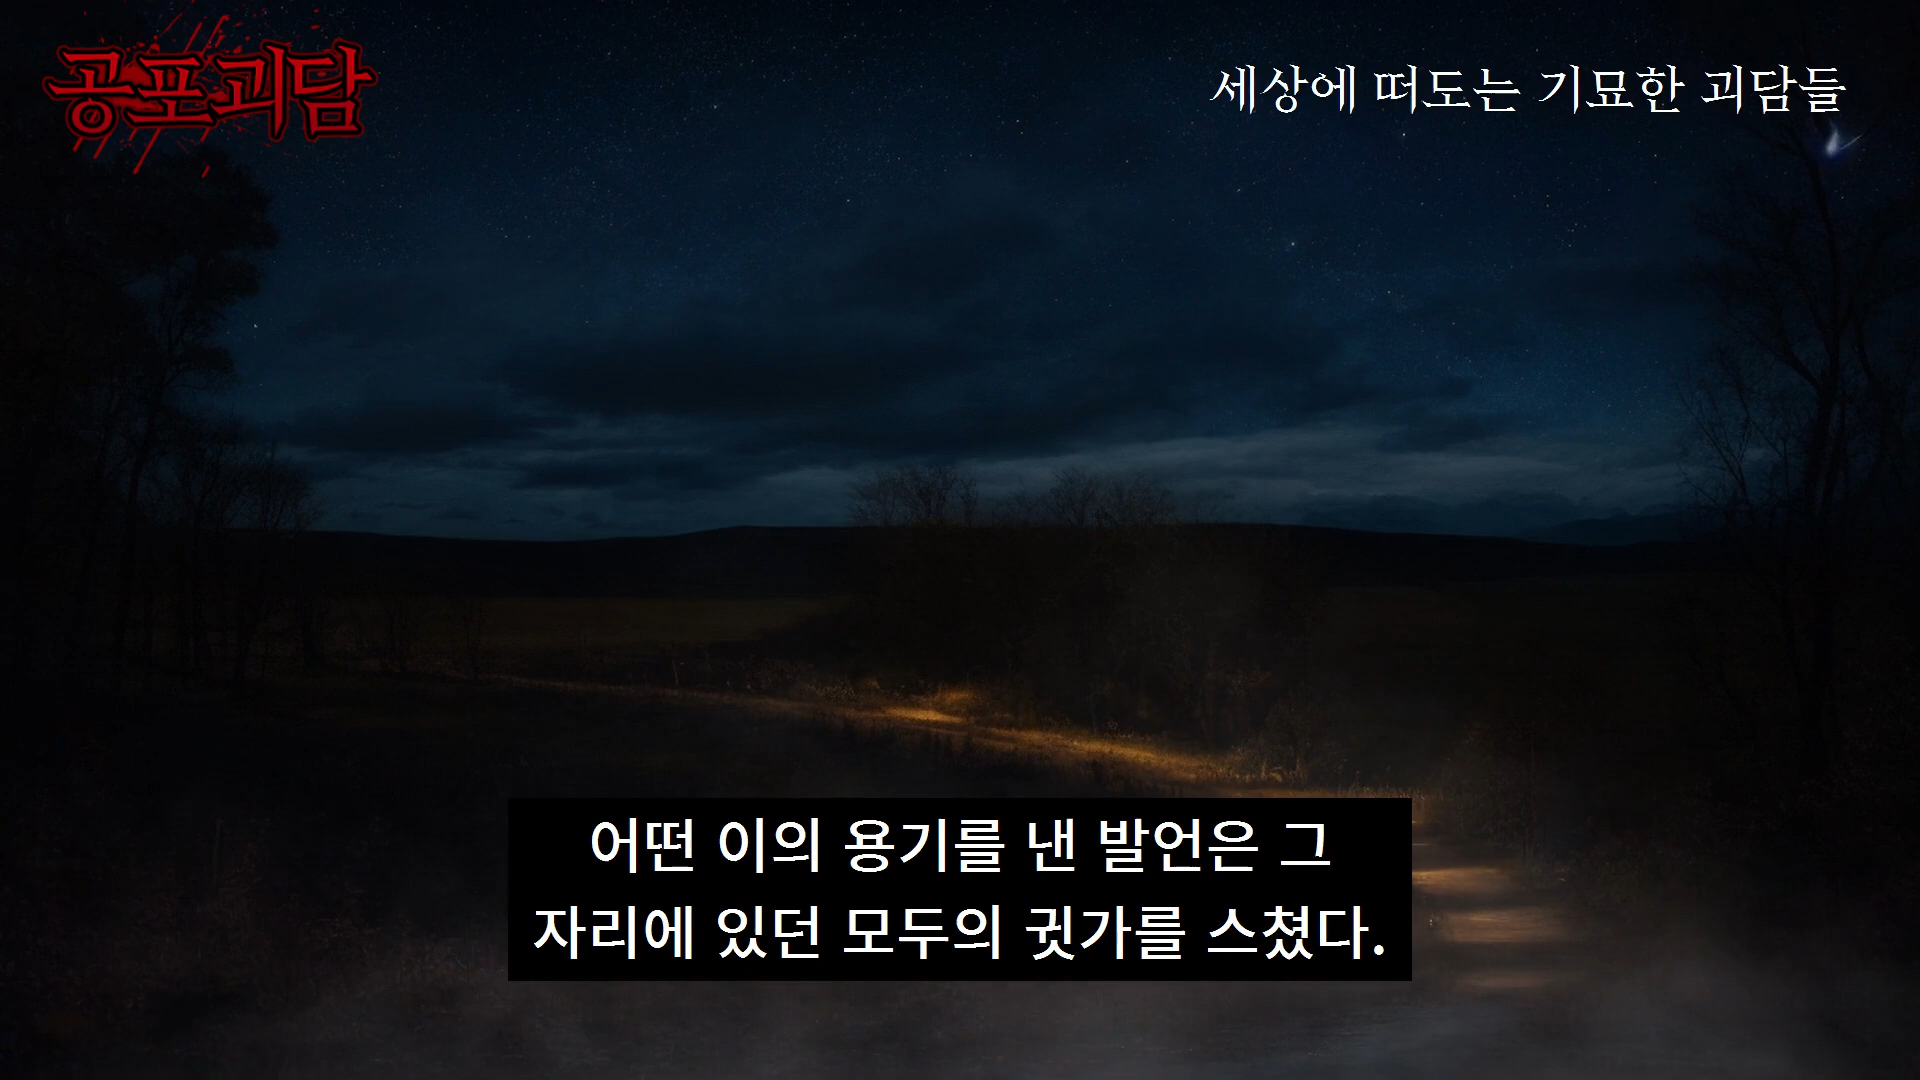 공포괴담
세상에 떠도는 기묘한 괴담들
어떤 이의 용기를 낸 발언은 그
자리에 있던 모두의 귓가를 스쳤다.